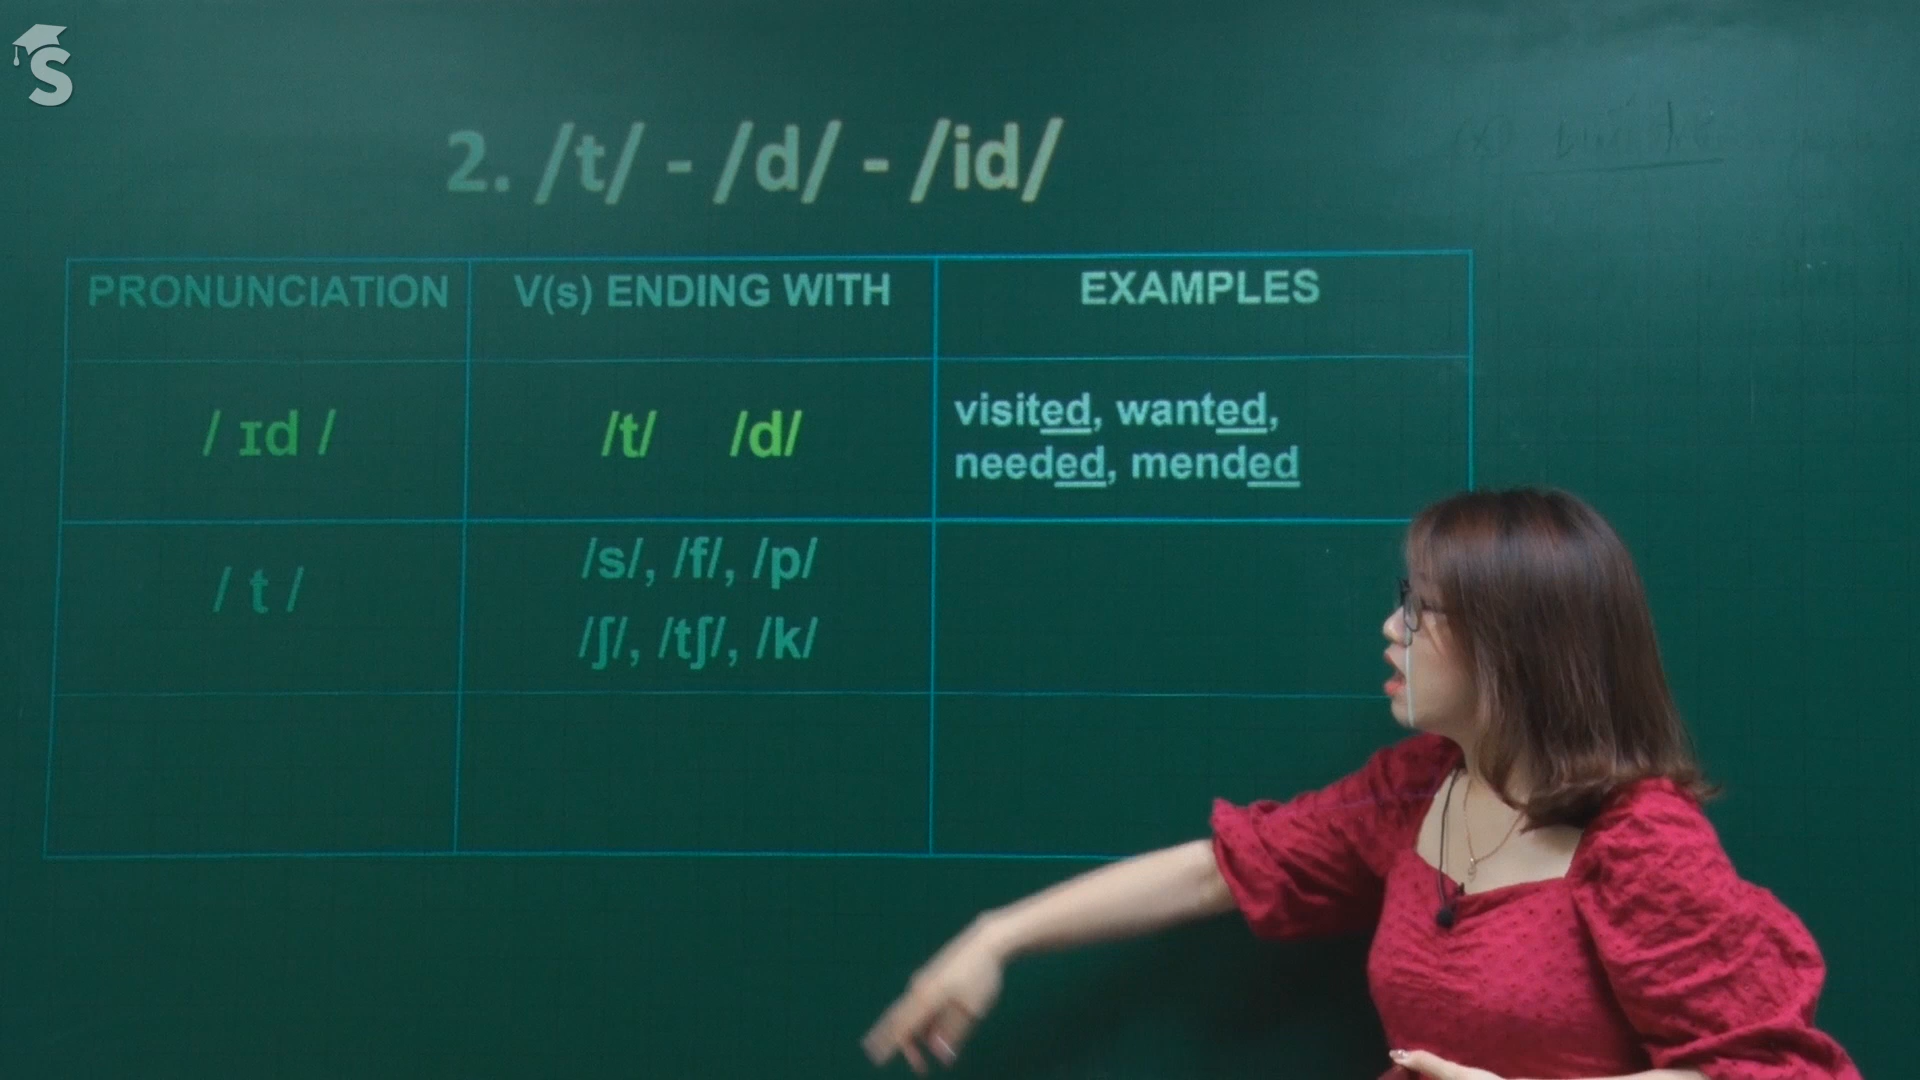 S
2. /t/ - /d/ - /id/
PRONUNCIATION V(s) ENDING WITH EXAMPLES
/ ɪd / /t/ /d/ visited, wanted,
needed, mended
/ t / /s/, /f/, /p/
/ʃ/, /tʃ/, /k/